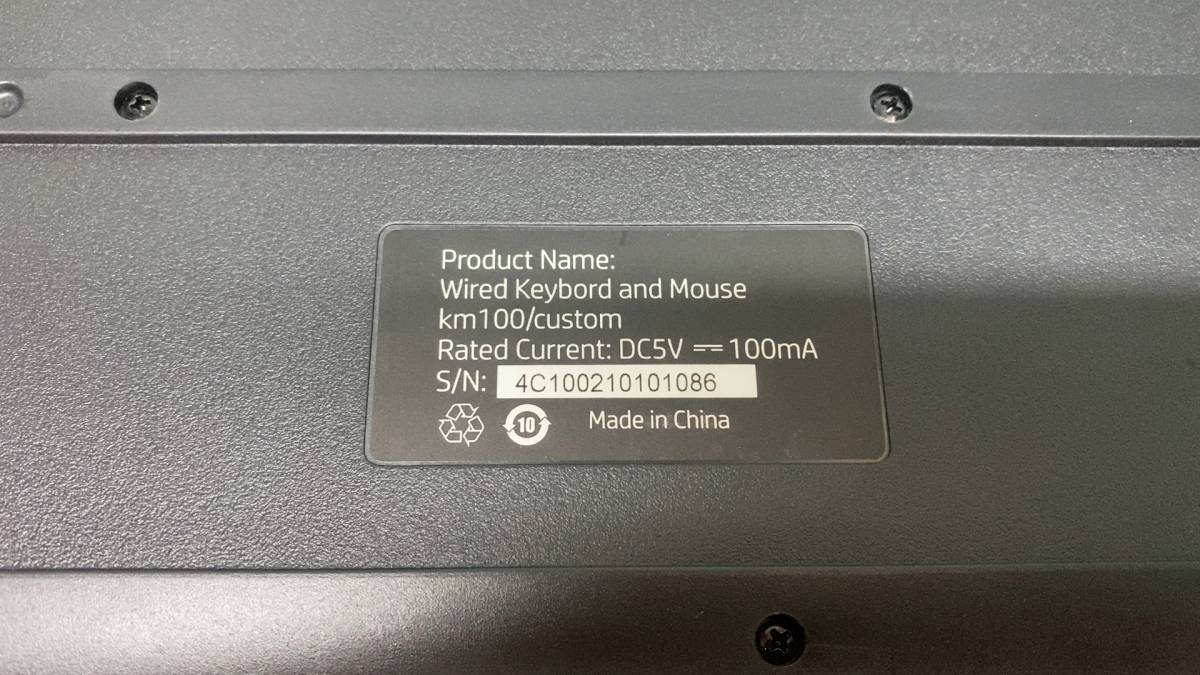 Product Name:
Wired Keybord and Mouse
km100/custom
Rated Current: DC5V ⎓ 100mA
S/N: 4C100210101086
10 Made in China